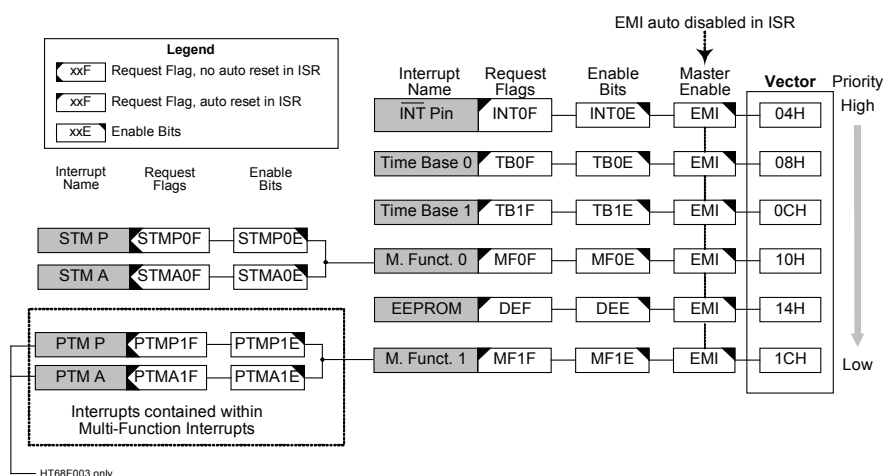 EMI auto disabled in ISR
Legend
xxF Request Flag, no auto reset in ISR
xxF Request Flag, auto reset in ISR
xxE Enable Bits
Interrupt Name
Request Flags
Enable Bits
Master Enable
Vector
Priority
High
INT Pin INT0F INT0E EMI 04H
Time Base 0 TB0F TB0E EMI 08H
Time Base 1 TB1F TB1E EMI 0CH
Interrupt Name
Request Flags
Enable Bits
STM P STMP0F STMP0E
STM A STMA0F STMA0E
M. Funct. 0 MF0F MF0E EMI 10H
EEPROM DEF DEE EMI 14H
PTM P PTMP1F PTMP1E
PTM A PTMA1F PTMA1E
M. Funct. 1 MF1F MF1E EMI 1CH
Low
Interrupts contained within
Multi-Function Interrupts
HT68F003 only